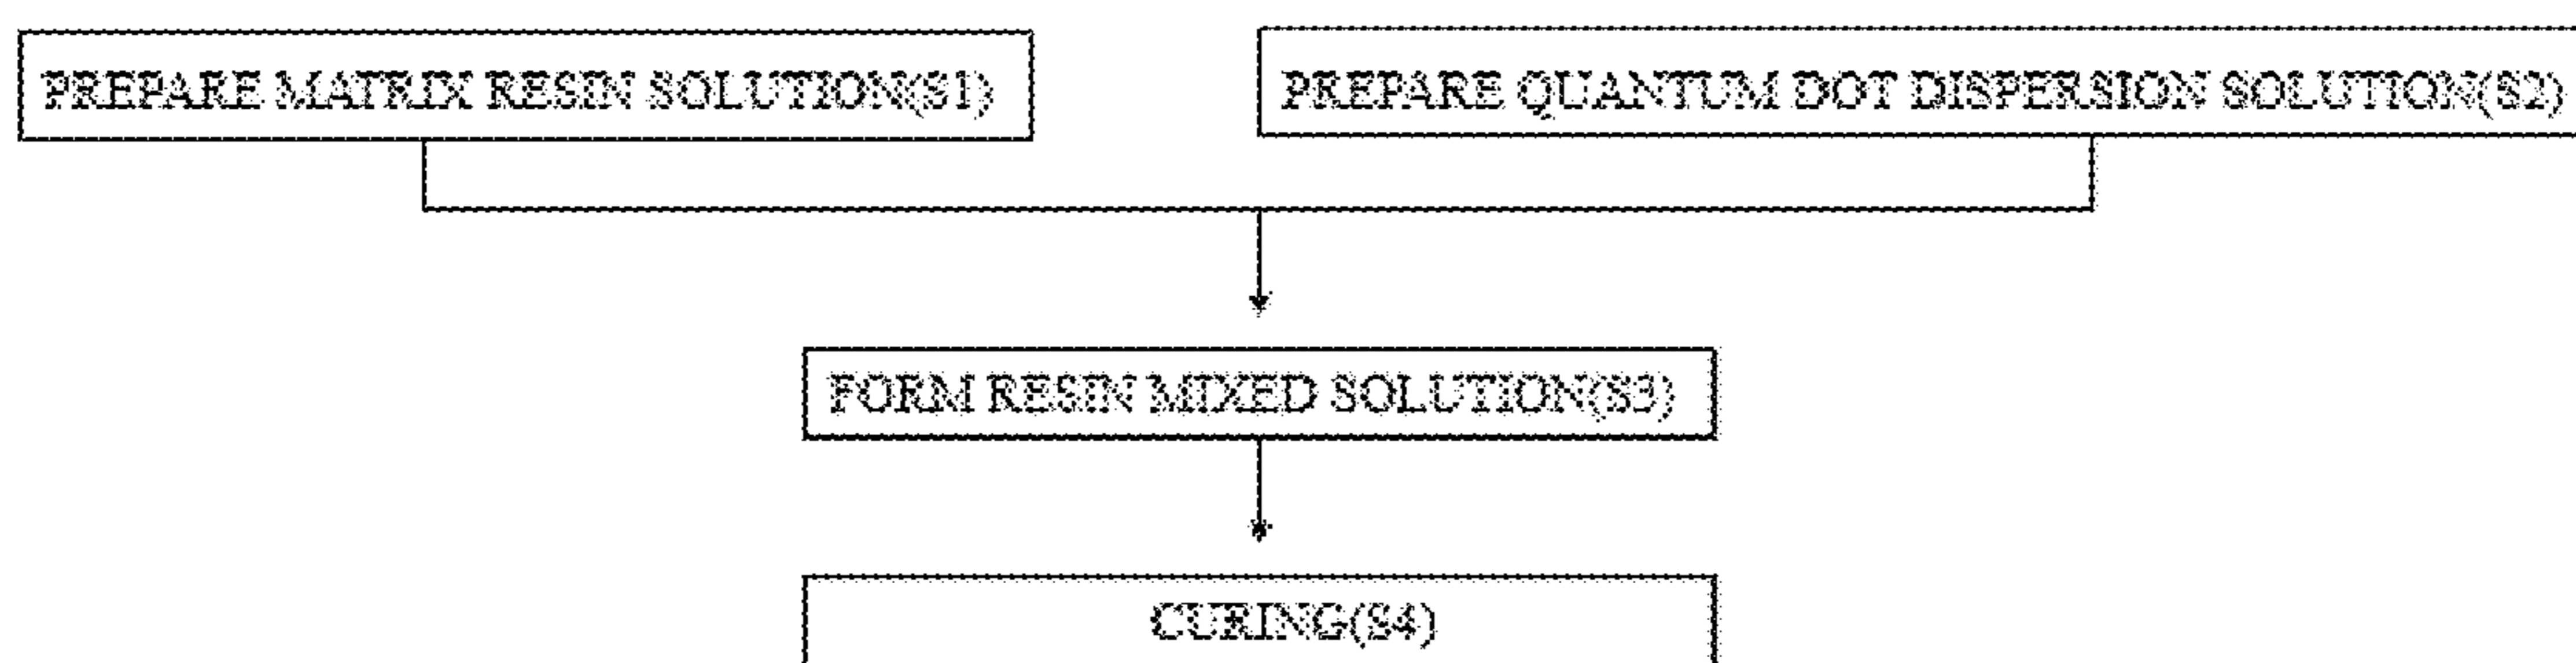 PREPARE MATRIX RESIN SOLUTION(S1)
PREPARE QUANTUM DOT DISPERSION SOLUTION(S2)
FORM RESIN MIXED SOLUTION(S3)
CURING(S4)